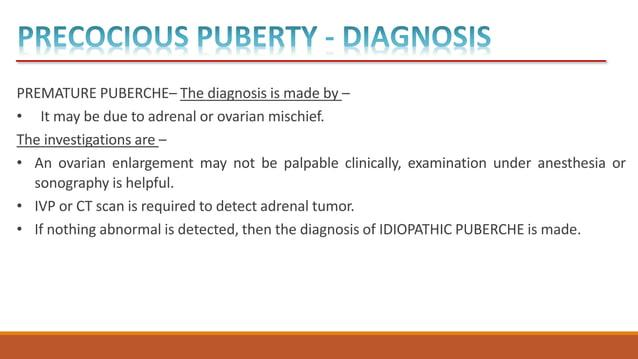 PRECOCIOUS PUBERTY - DIAGNOSIS
PREMATURE PUBERCHE– The diagnosis is made by –
• It may be due to adrenal or ovarian mischief.
The investigations are –
• An ovarian enlargement may not be palpable clinically, examination under anesthesia or
sonography is helpful.
• IVP or CT scan is required to detect adrenal tumor.
• If nothing abnormal is detected, then the diagnosis of IDIOPATHIC PUBERCHE is made.